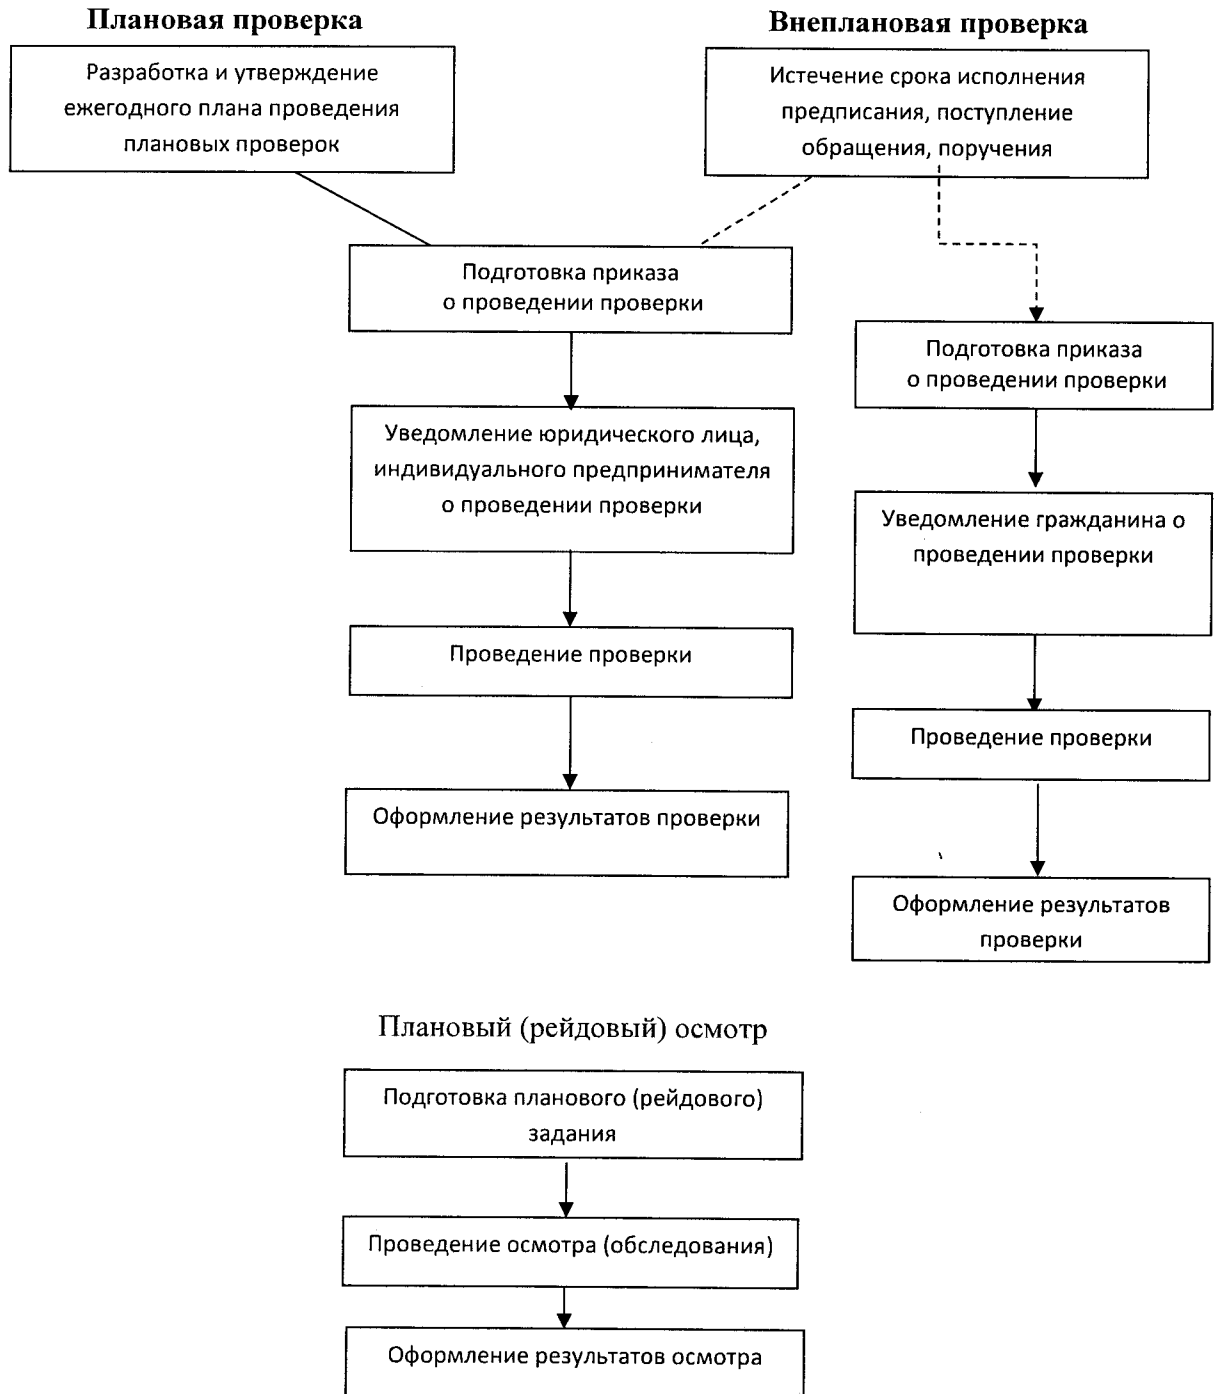 Плановая проверка
Внеплановая проверка
Разработка и утверждение
ежегодного плана проведения
плановых проверок
Истечение срока исполнения
предписания, поступление
обращения, поручения
Подготовка приказа
о проведении проверки
Подготовка приказа
о проведении проверки
Уведомление юридического лица,
индивидуального предпринимателя
о проведении проверки
Уведомление гражданина о
проведении проверки
Проведение проверки
Проведение проверки
Оформление результатов проверки
Оформление результатов
проверки
Плановый (рейдовый) осмотр
Подготовка планового (рейдового)
задания
Проведение осмотра (обследования)
Оформление результатов осмотра